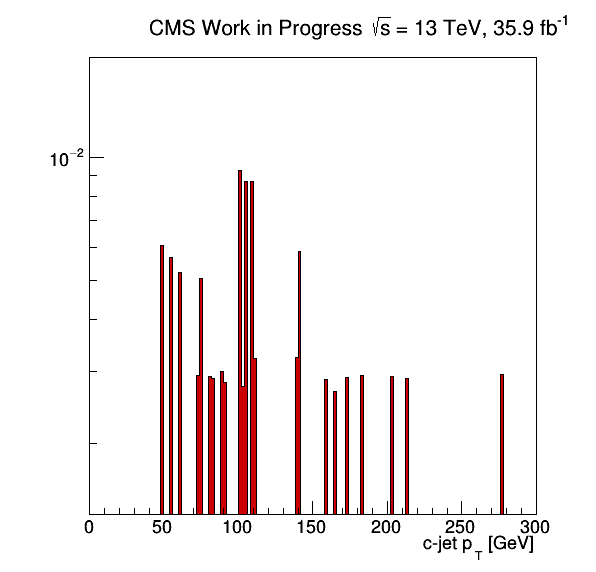 CMS Work in Progress √s = 13 TeV, 35.9 fb⁻¹
10⁻²
0 50 100 150 200 250 300
c-jet p_T [GeV]